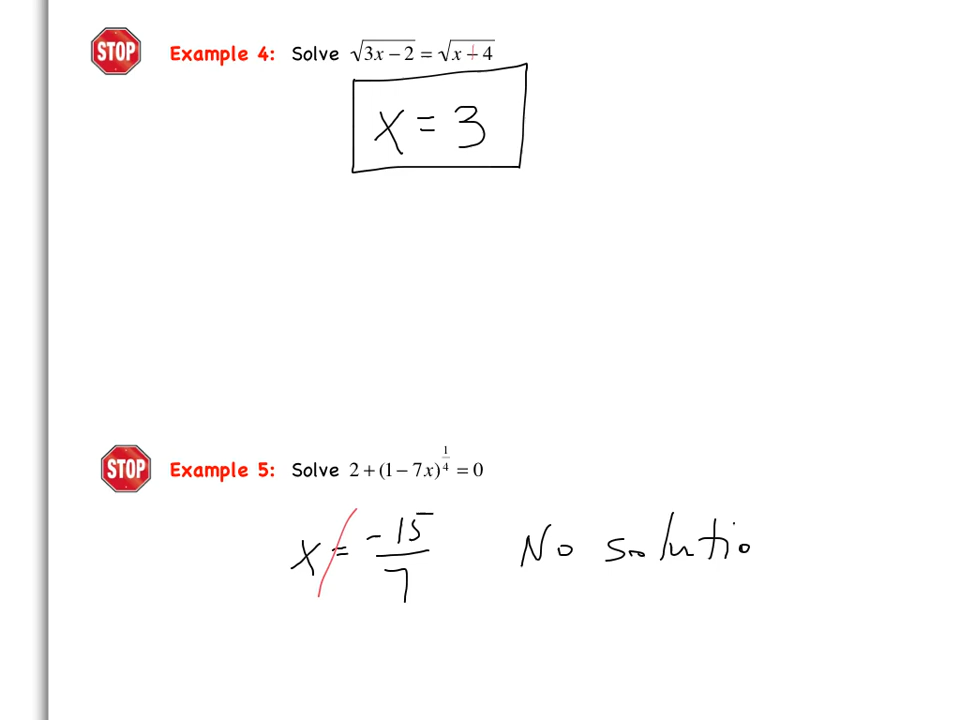 STOP Example 4: Solve √(3x − 2) = √(x + 4)
x = 3
STOP Example 5: Solve 2 + (1 − 7x)^(1/4) = 0
x = -15/7 No solutio